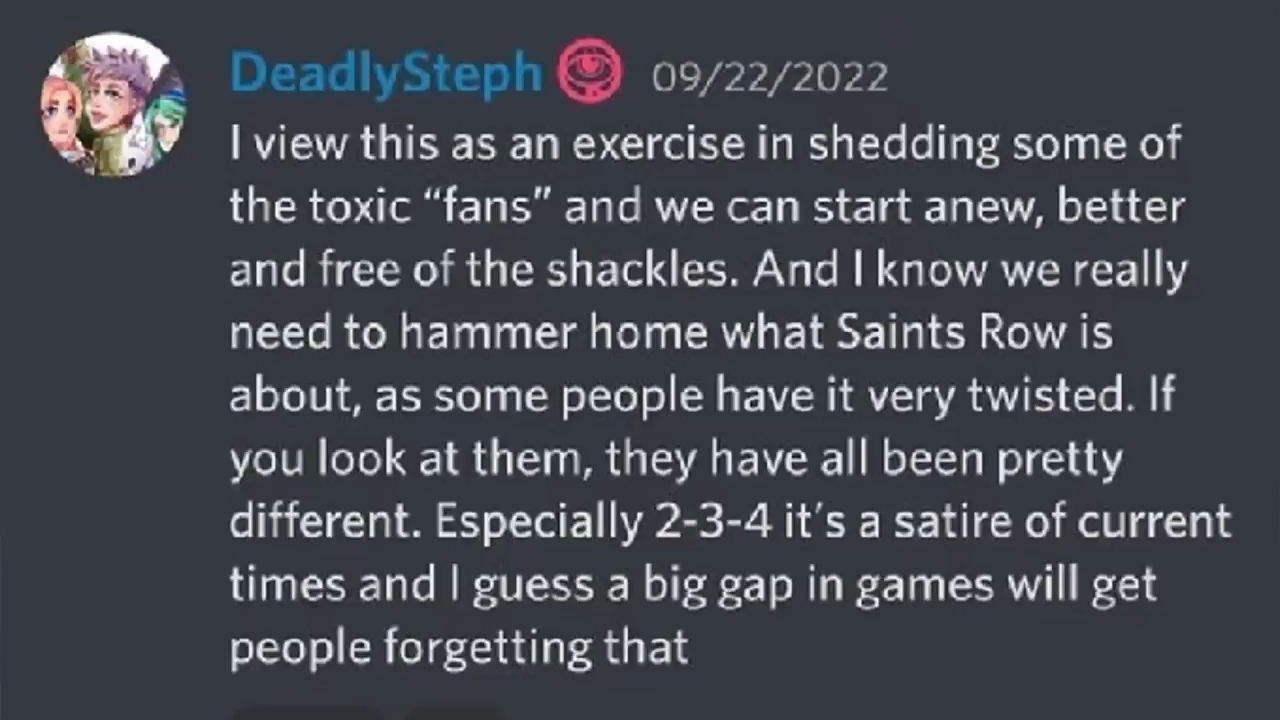 DeadlySteph 09/22/2022
I view this as an exercise in shedding some of
the toxic “fans” and we can start anew, better
and free of the shackles. And I know we really
need to hammer home what Saints Row is
about, as some people have it very twisted. If
you look at them, they have all been pretty
different. Especially 2-3-4 it’s a satire of current
times and I guess a big gap in games will get
people forgetting that